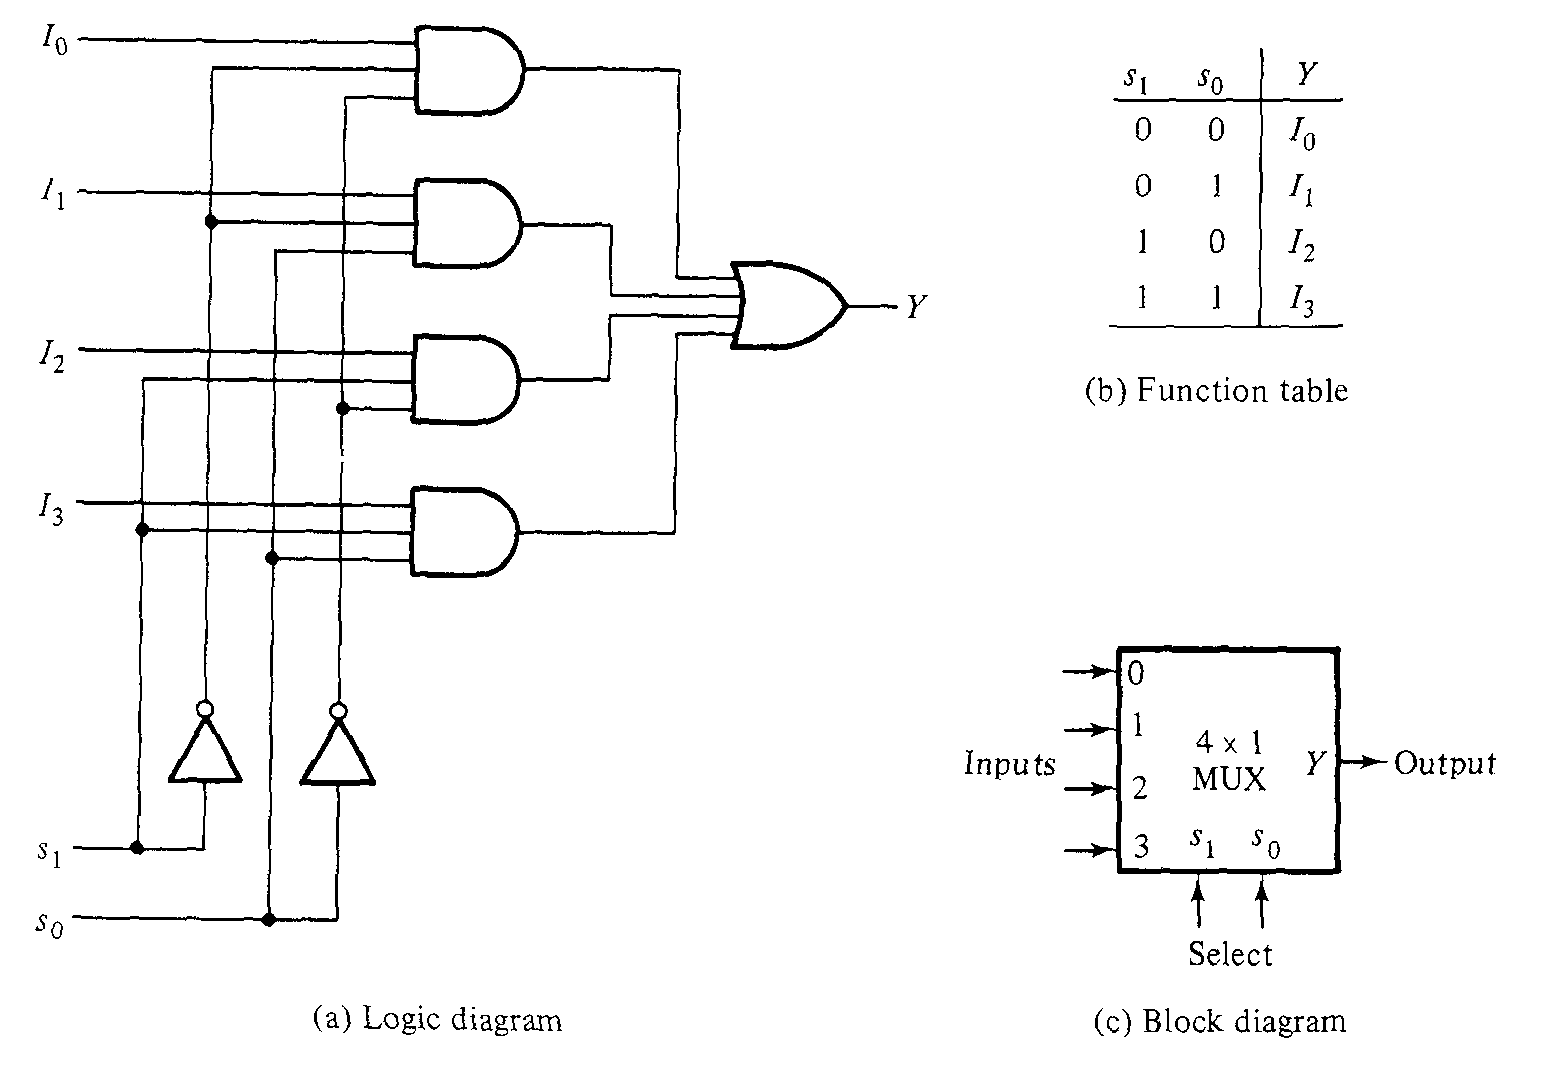 I0
I1
I2
I3
s1
s0
Y
(a) Logic diagram
s1 s0 Y
0 0 I0
0 1 I1
1 0 I2
1 1 I3
(b) Function table
Inputs
0
1
2
3
4 × 1
MUX
s1 s0
Y
Output
Select
(c) Block diagram